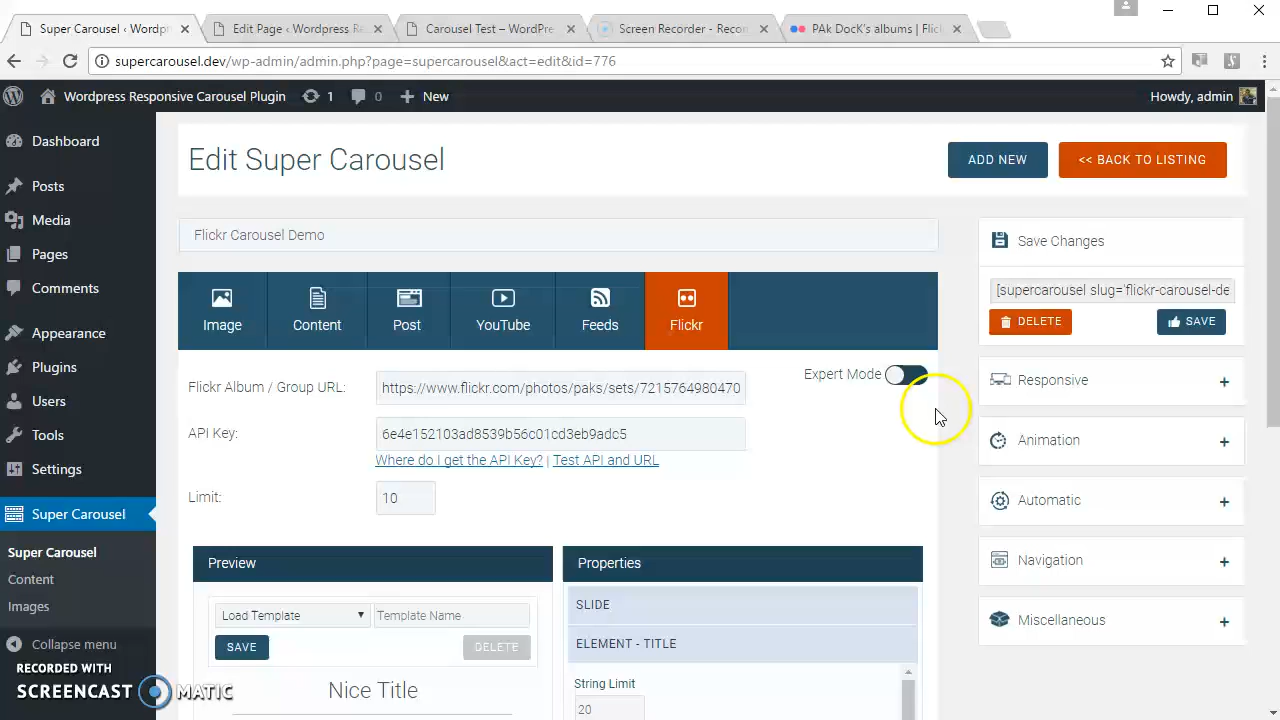 Super Carousel ‹ Wordp
Edit Page ‹ Wordpress R
Carousel Test – WordPre
Screen Recorder - Recor
PAk DocK's albums | Flick
supercarousel.dev/wp-admin/admin.php?page=supercarousel&act=edit&id=776
Wordpress Responsive Carousel Plugin 1 0 + New
Howdy, admin
Dashboard
Posts
Media
Pages
Comments
Appearance
Plugins
Users
Tools
Settings
Super Carousel
Super Carousel
Content
Images
Collapse menu
RECORDED WITH
SCREENCAST MATIC
Edit Super Carousel
ADD NEW
<< BACK TO LISTING
Flickr Carousel Demo
Image
Content
Post
YouTube
Feeds
Flickr
Flickr Album / Group URL:
https://www.flickr.com/photos/paks/sets/7215764980470
Expert Mode
API Key:
6e4e152103ad8539b56c01cd3eb9adc5
Where do I get the API Key? | Test API and URL
Limit:
10
Preview
Load Template
Template Name
SAVE
DELETE
Nice Title
Properties
SLIDE
ELEMENT - TITLE
String Limit
20
Save Changes
[supercarousel slug='flickr-carousel-de
DELETE
SAVE
Responsive +
Animation +
Automatic +
Navigation +
Miscellaneous +